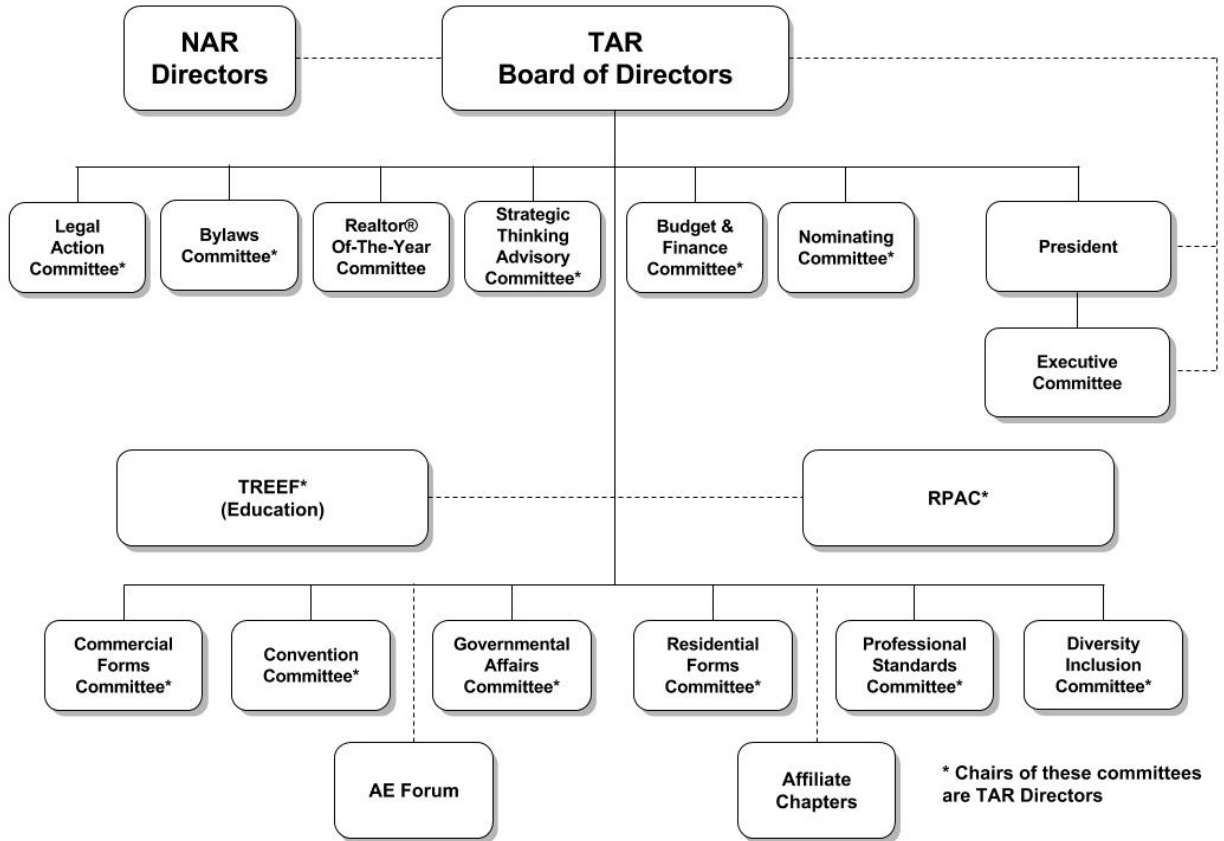 NAR
Directors
TAR
Board of Directors
Legal
Action
Committee*
Bylaws
Committee*
Realtor®
Of-The-Year
Committee
Strategic
Thinking
Advisory
Committee*
Budget &
Finance
Committee*
Nominating
Committee*
President
Executive
Committee
TREEF*
(Education)
RPAC*
Commercial
Forms
Committee*
Convention
Committee*
Governmental
Affairs
Committee*
Residential
Forms
Committee*
Professional
Standards
Committee*
Diversity
Inclusion
Committee*
AE Forum
Affiliate
Chapters
* Chairs of these committees
are TAR Directors